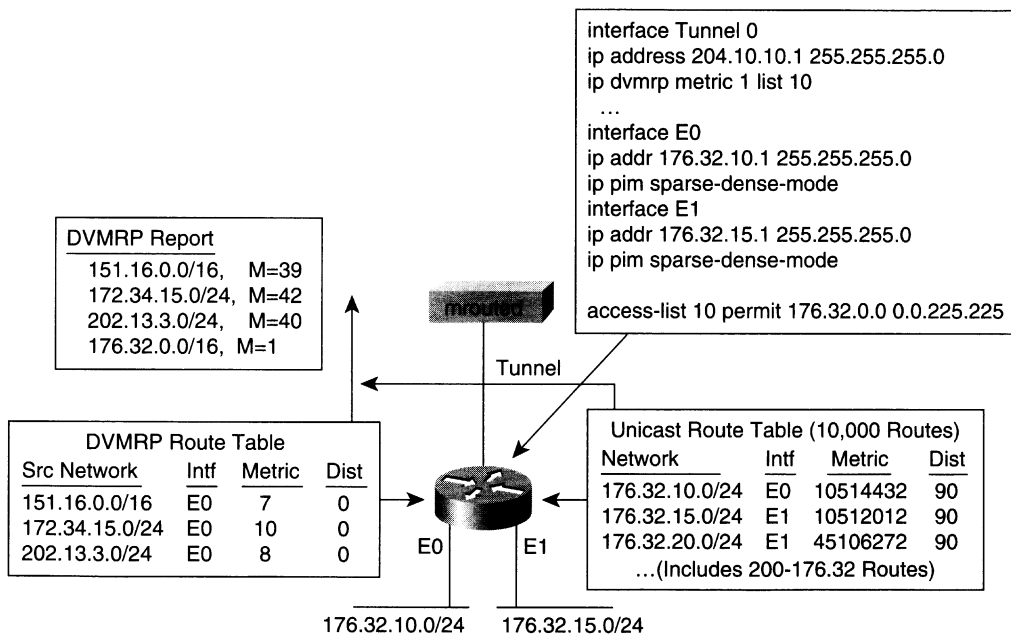 interface Tunnel 0
ip address 204.10.10.1 255.255.255.0
ip dvmrp metric 1 list 10
...
interface E0
ip addr 176.32.10.1 255.255.255.0
ip pim sparse-dense-mode
interface E1
ip addr 176.32.15.1 255.255.255.0
ip pim sparse-dense-mode
access-list 10 permit 176.32.0.0 0.0.225.225
DVMRP Report
151.16.0.0/16, M=39
172.34.15.0/24, M=42
202.13.3.0/24, M=40
176.32.0.0/16, M=1
mrouted
Tunnel
DVMRP Route Table
Src Network Intf Metric Dist
151.16.0.0/16 E0 7 0
172.34.15.0/24 E0 10 0
202.13.3.0/24 E0 8 0
Unicast Route Table (10,000 Routes)
Network Intf Metric Dist
176.32.10.0/24 E0 10514432 90
176.32.15.0/24 E1 10512012 90
176.32.20.0/24 E1 45106272 90
...(Includes 200-176.32 Routes)
E0 E1
176.32.10.0/24 176.32.15.0/24